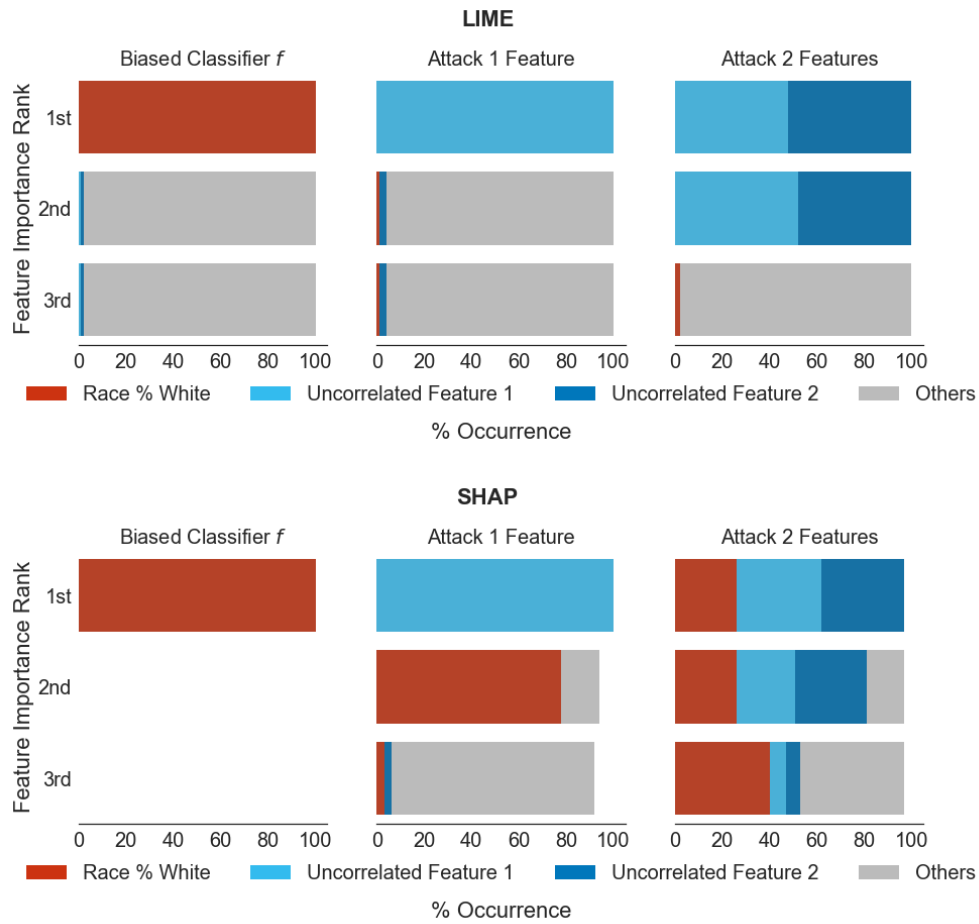 LIME
Biased Classifier f
Attack 1 Feature
Attack 2 Features
Feature Importance Rank
1st
2nd
3rd
0 20 40 60 80 100
0 20 40 60 80 100
0 20 40 60 80 100
Race % White
Uncorrelated Feature 1
Uncorrelated Feature 2
Others
% Occurrence
SHAP
Biased Classifier f
Attack 1 Feature
Attack 2 Features
Feature Importance Rank
1st
2nd
3rd
0 20 40 60 80 100
0 20 40 60 80 100
0 20 40 60 80 100
Race % White
Uncorrelated Feature 1
Uncorrelated Feature 2
Others
% Occurrence